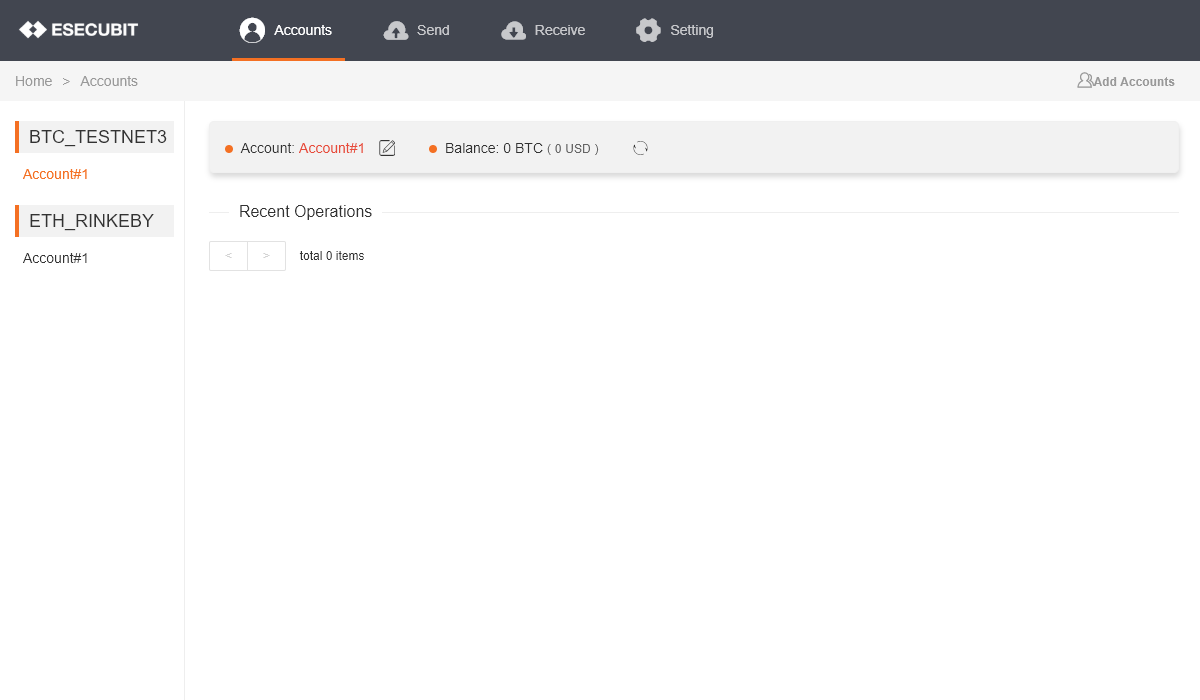 ESECUBIT Accounts Send Receive Setting
Home > Accounts Add Accounts
BTC_TESTNET3
Account#1
ETH_RINKEBY
Account#1
Account: Account#1 Balance: 0 BTC ( 0 USD )
Recent Operations
< > total 0 items